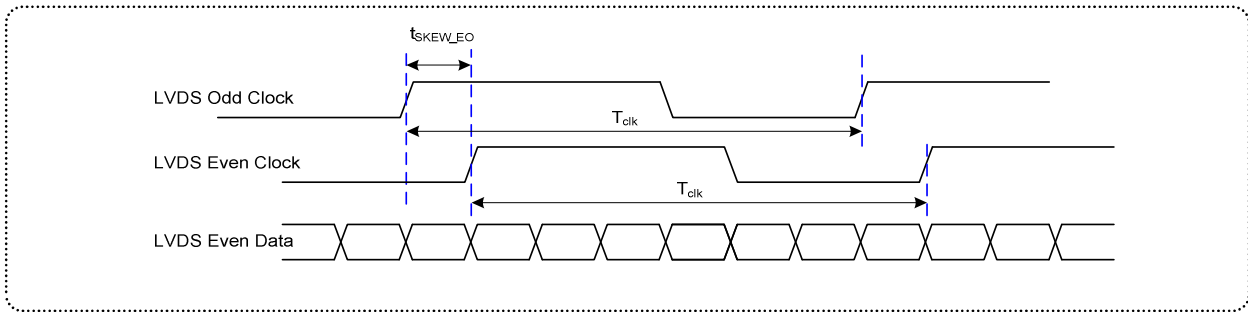 tSKEW_EO
LVDS Odd Clock
Tclk
LVDS Even Clock
Tclk
LVDS Even Data